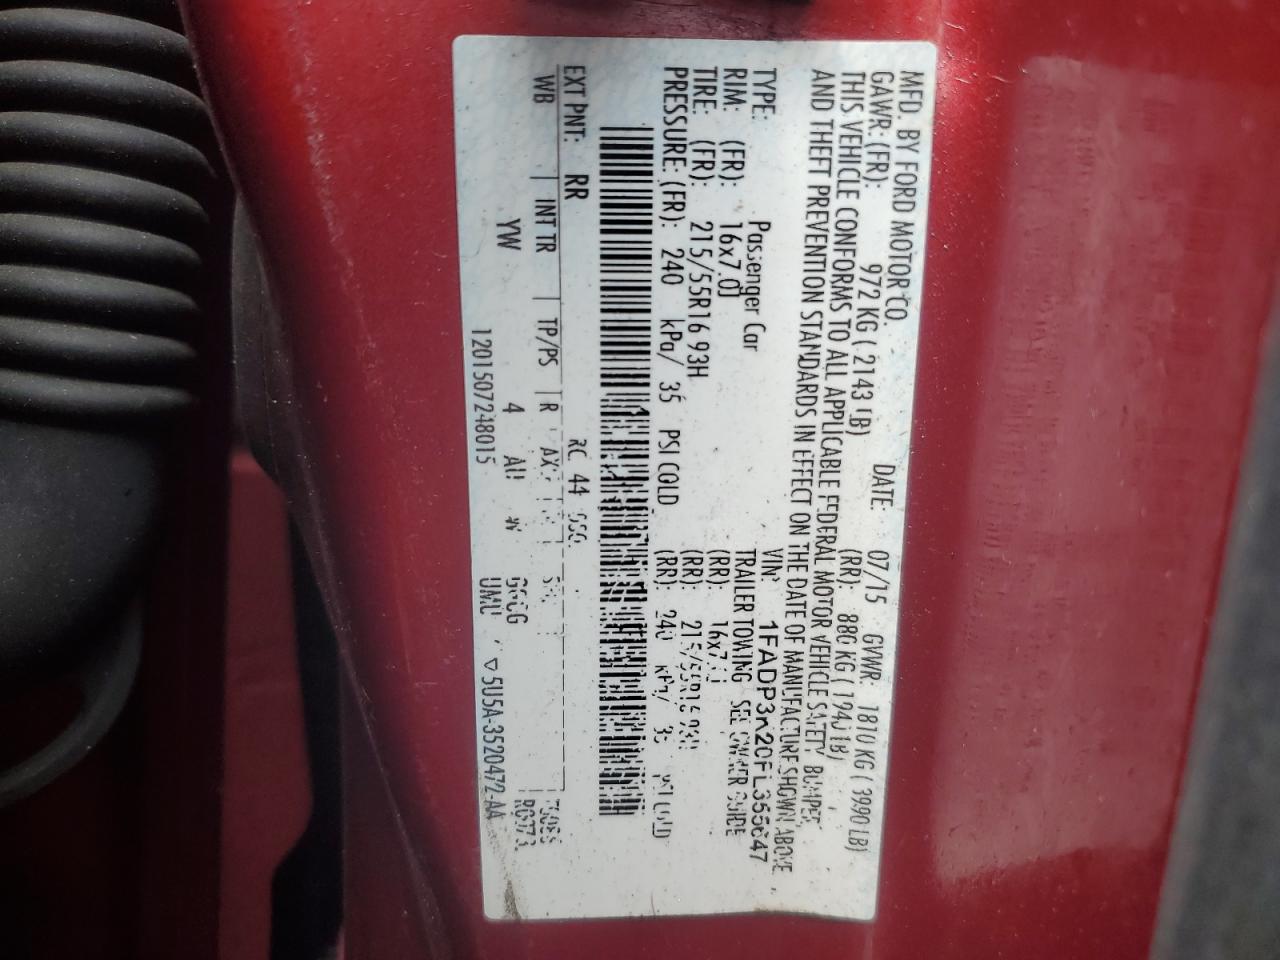 MFD. BY FORD MOTOR CO.
DATE: 07/15 GVWR: 1810 KG ( 3990 LB)
GAWR: (FR): 972 KG ( 2143 LB) (RR): 880 KG ( 1940 LB)
THIS VEHICLE CONFORMS TO ALL APPLICABLE FEDERAL MOTOR VEHICLE SAFETY, BUMPER,
AND THEFT PREVENTION STANDARDS IN EFFECT ON THE DATE OF MANUFACTURE SHOWN ABOVE.
VIN:
TYPE: Passenger Car TRAILER TOWING SEE OWNER GUIDE
RIM: (FR): 16x7.0J (RR):
TIRE: (FR): 215/55R16 93H (RR): 215/55R16 93H
PRESSURE: (FR): 240 kPa/ 35 PSI COLD (RR): 240 kPa/ 35 PSI COLD
EXT PNT: RR RC: 44
WB INT TR TP/PS R
YW 4
1201507248015 ▽ 5U5A-3520472-AA